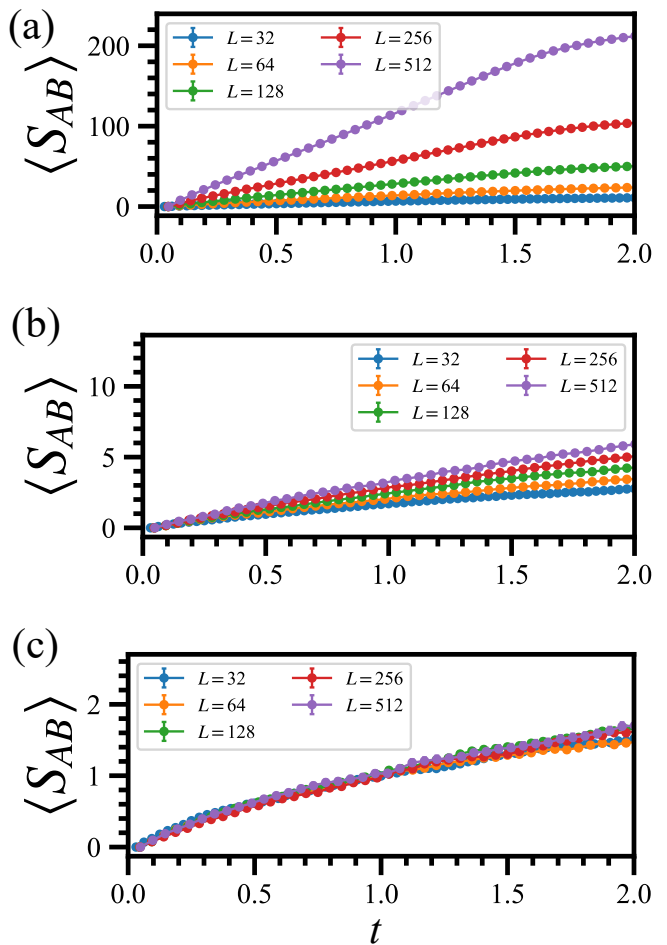 (a)
⟨S_AB⟩
200
100
0
L = 32 L = 256
L = 64 L = 512
L = 128
0.0 0.5 1.0 1.5 2.0
(b)
⟨S_AB⟩
10
5
0
L = 32 L = 256
L = 64 L = 512
L = 128
0.0 0.5 1.0 1.5 2.0
(c)
⟨S_AB⟩
2
1
0
L = 32 L = 256
L = 64 L = 512
L = 128
0.0 0.5 1.0 1.5 2.0
t